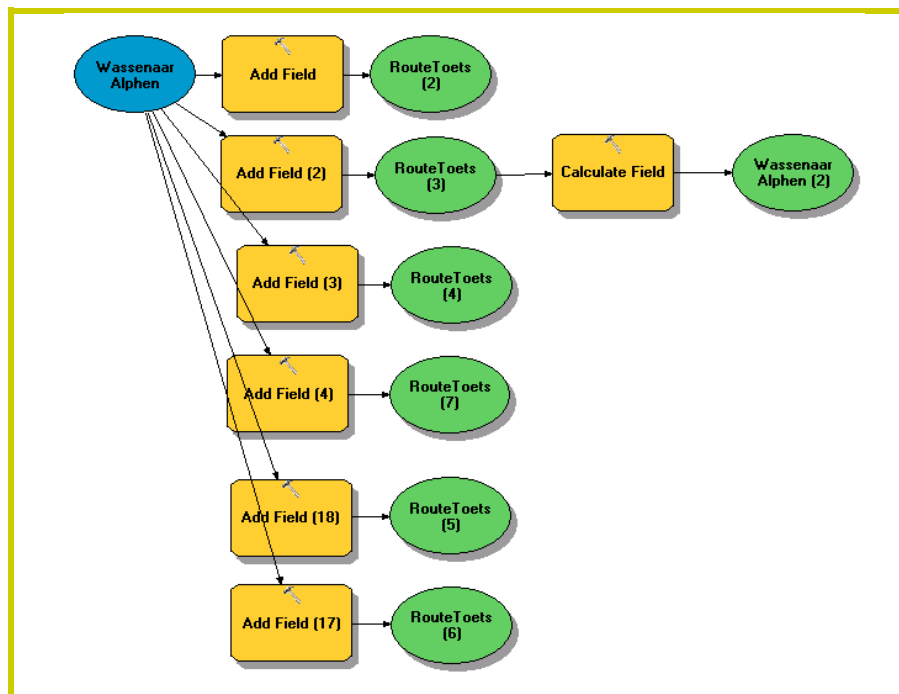 Wassenaar
Alphen
Add Field
RouteToets
(2)
Add Field (2)
RouteToets
(3)
Calculate Field
Wassenaar
Alphen (2)
Add Field (3)
RouteToets
(4)
Add Field (4)
RouteToets
(7)
Add Field (18)
RouteToets
(5)
Add Field (17)
RouteToets
(6)